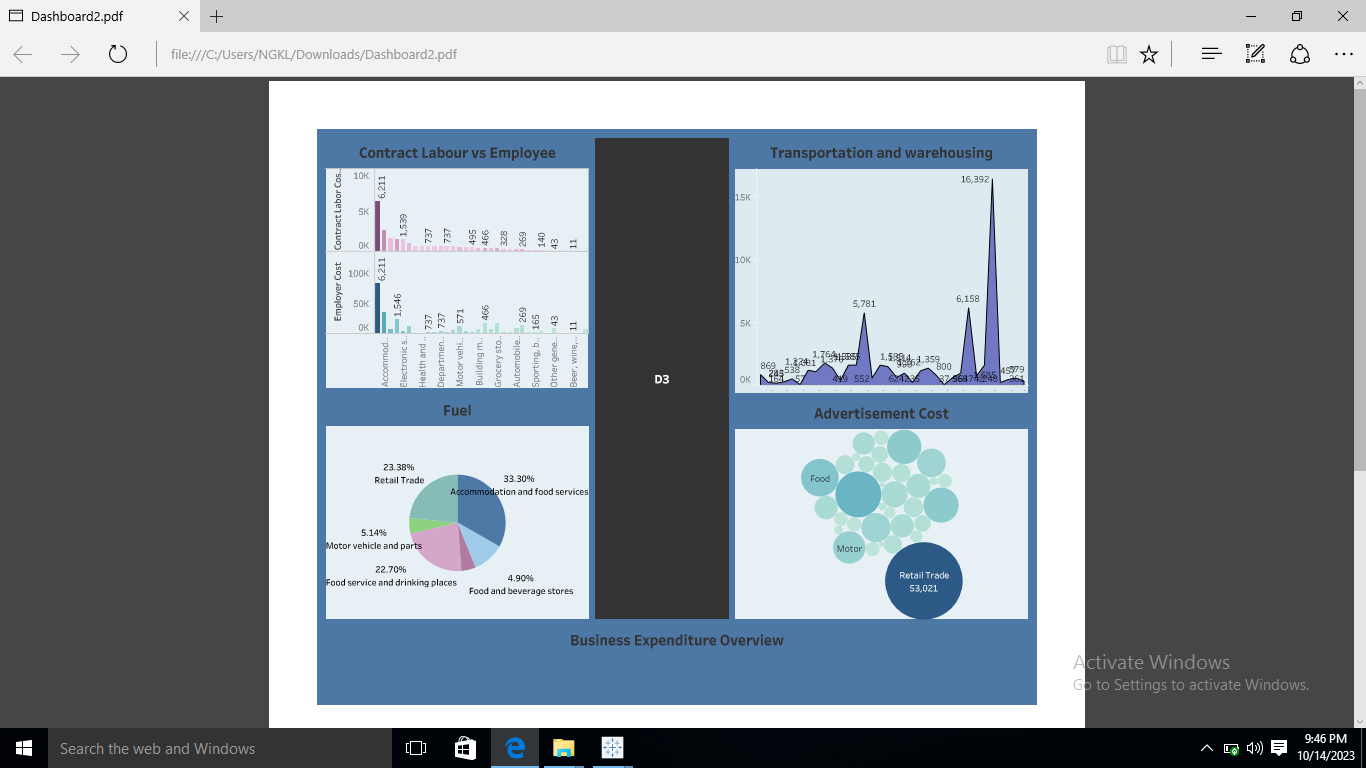 Dashboard2.pdf
file:///C:/Users/NGKL/Downloads/Dashboard2.pdf
Contract Labour vs Employee
Contract Labor Cos..
10K
5K
0K
6,211
1,539
737
737
495
466
328
269
140
43
11
Employer Cost
100K
50K
0K
6,211
1,546
737
737
571
466
269
165
43
11
Accommod..
Electronic s..
Health and ..
Departmen..
Motor vehi..
Building m..
Grocery sto..
Automobile..
Sporting, b..
Other gene..
Beer, wine,..
D3
Transportation and warehousing
15K
10K
5K
0K
16,392
5,781
6,158
869
538
1,764
1,359
800
552
457
979
361
Fuel
23.38%
Retail Trade
33.30%
Accommodation and food services
5.14%
Motor vehicle and parts
22.70%
Food service and drinking places
4.90%
Food and beverage stores
Advertisement Cost
Food
Motor
Retail Trade
53,021
Business Expenditure Overview
Activate Windows
Go to Settings to activate Windows.
Search the web and Windows
9:46 PM
10/14/2023